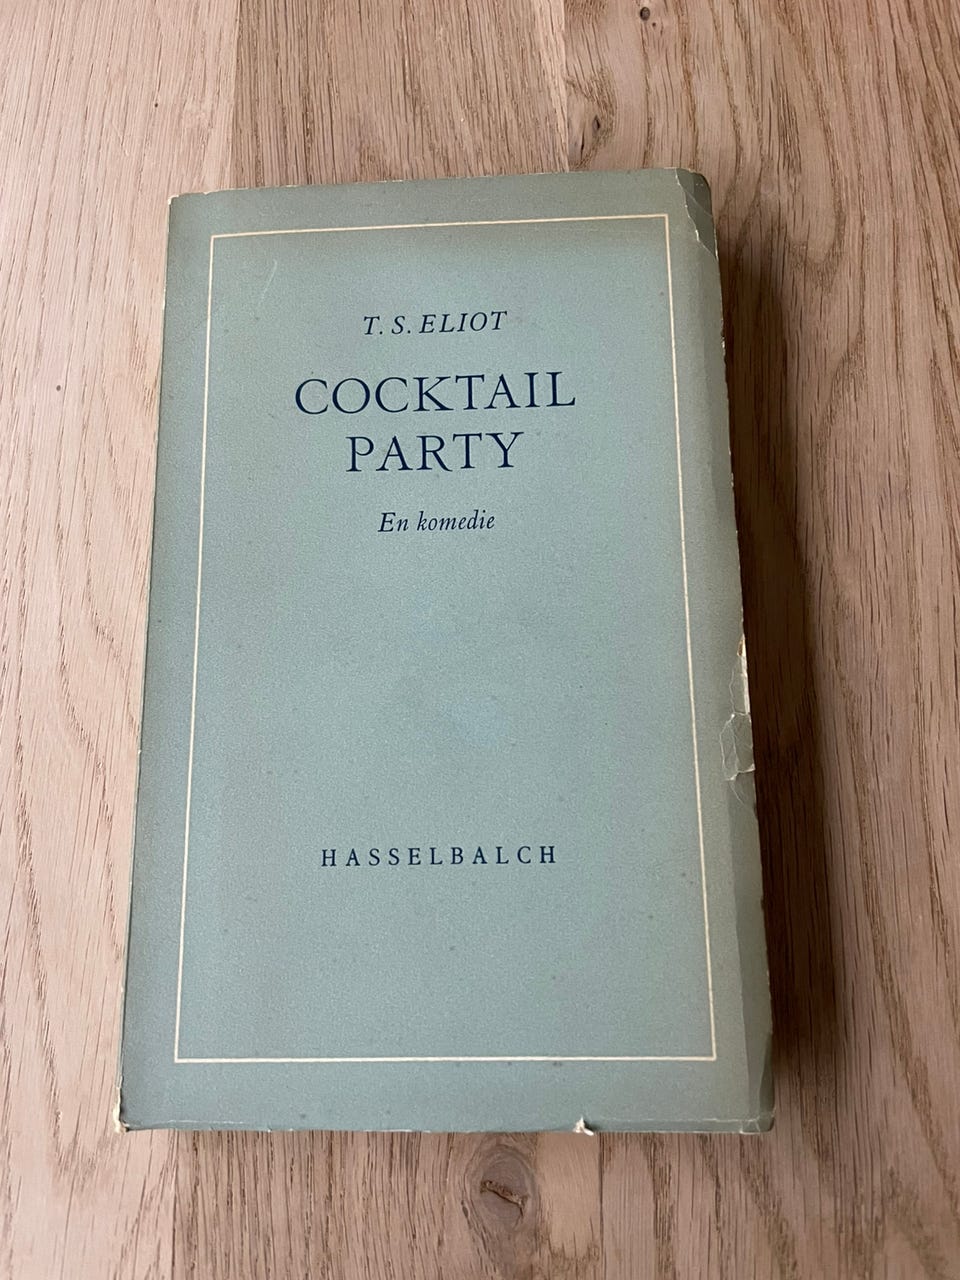 T. S. ELIOT
COCKTAIL
PARTY
En komedie
HASSELBALCH